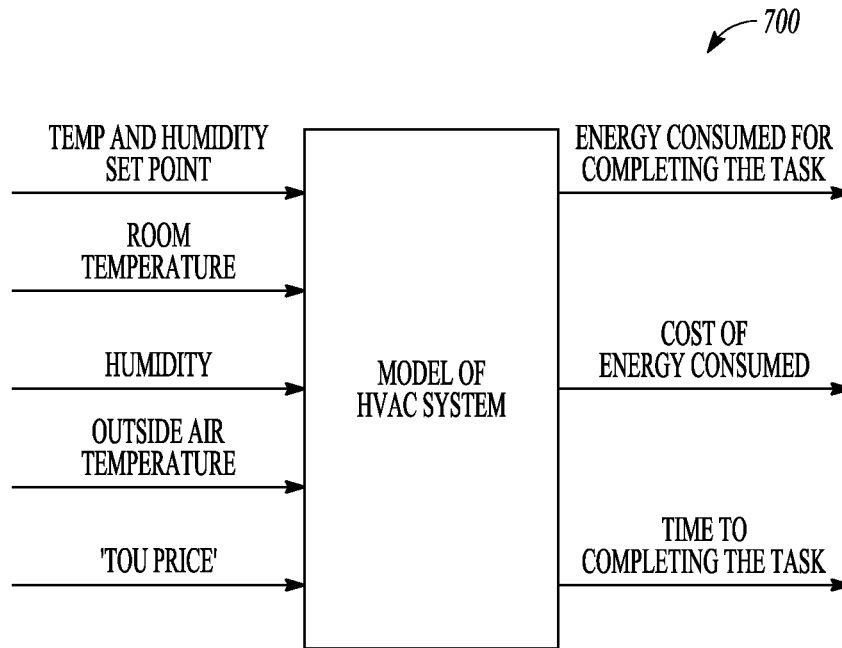 700
TEMP AND HUMIDITY
SET POINT
ROOM
TEMPERATURE
HUMIDITY
OUTSIDE AIR
TEMPERATURE
'TOU PRICE'
MODEL OF
HVAC SYSTEM
ENERGY CONSUMED FOR
COMPLETING THE TASK
COST OF
ENERGY CONSUMED
TIME TO
COMPLETING THE TASK